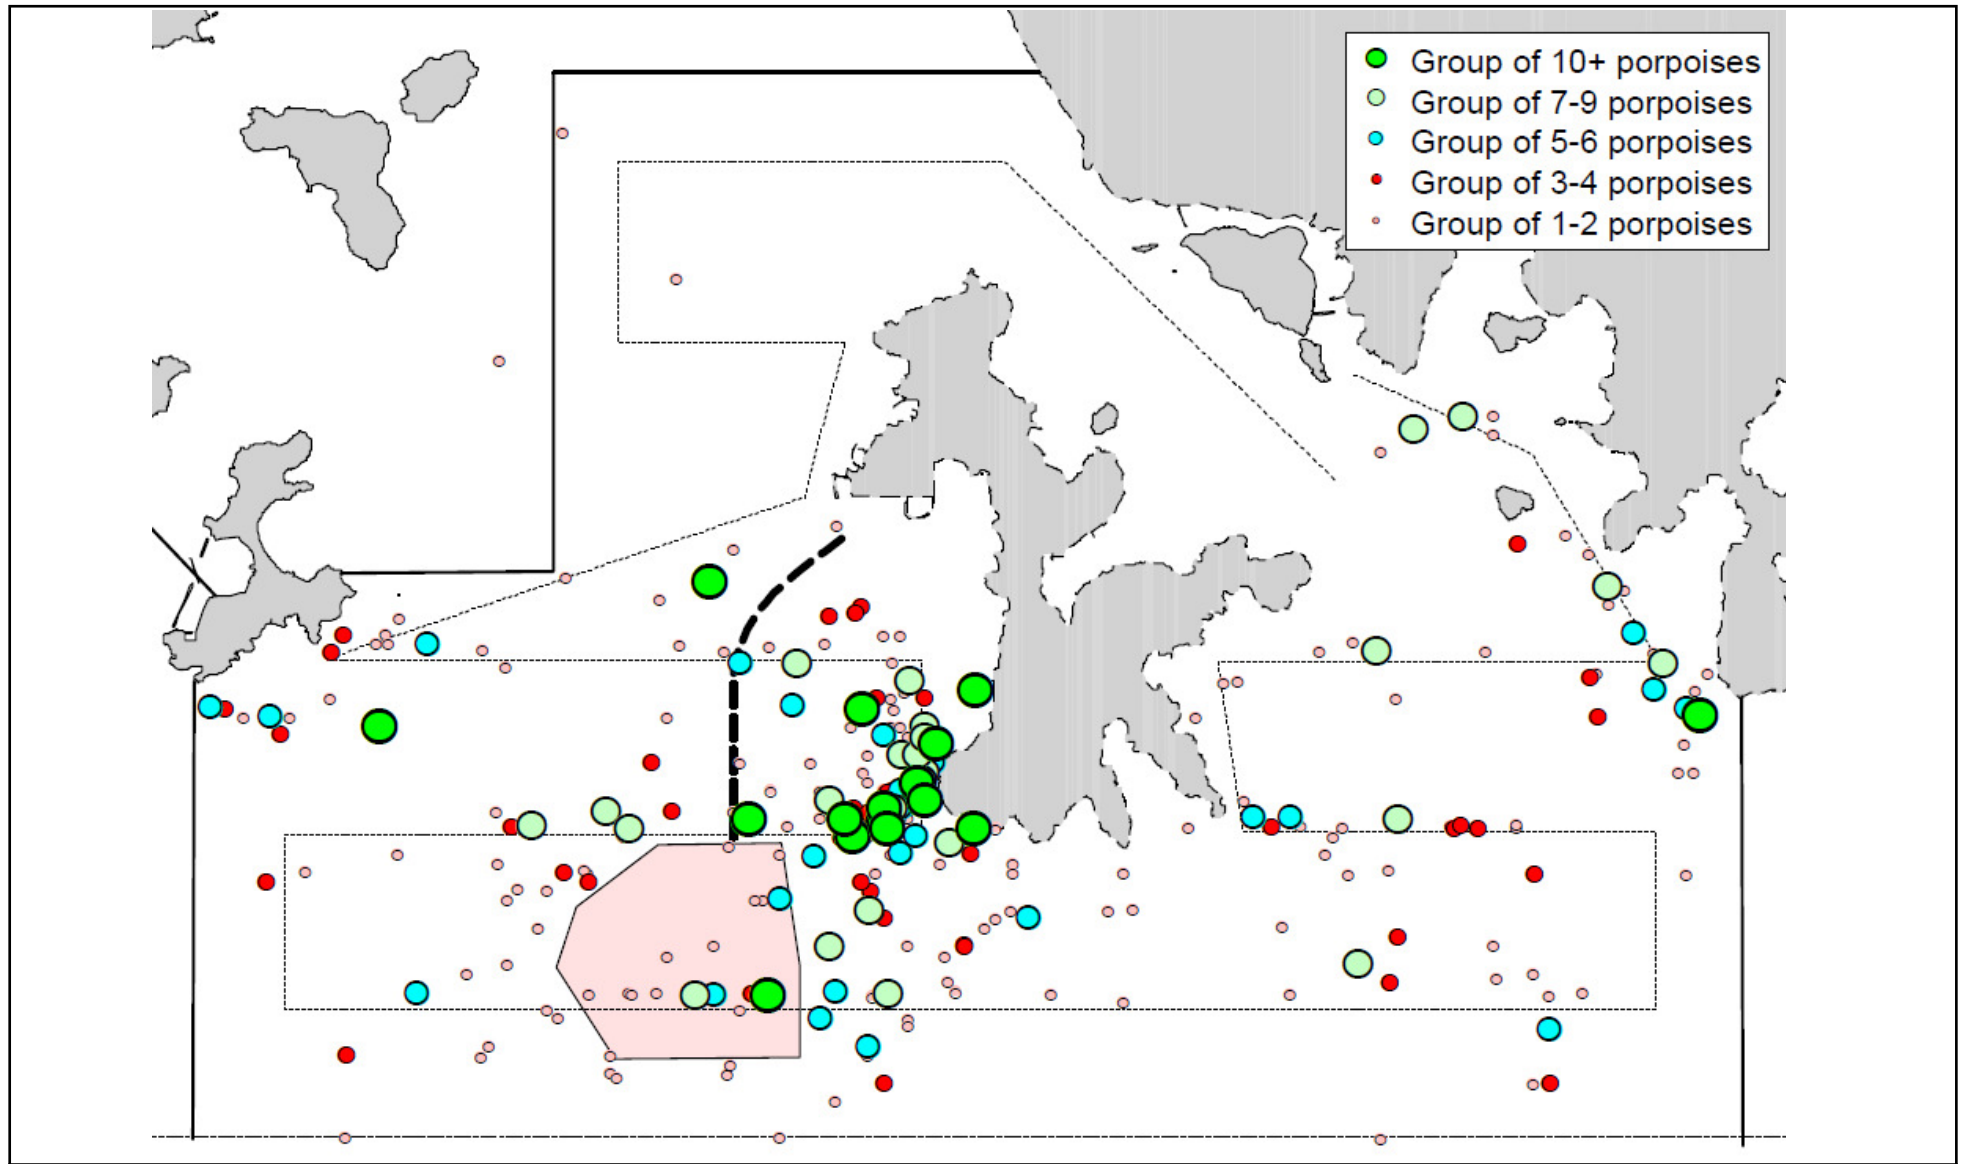 Group of 10+ porpoises
Group of 7-9 porpoises
Group of 5-6 porpoises
Group of 3-4 porpoises
Group of 1-2 porpoises